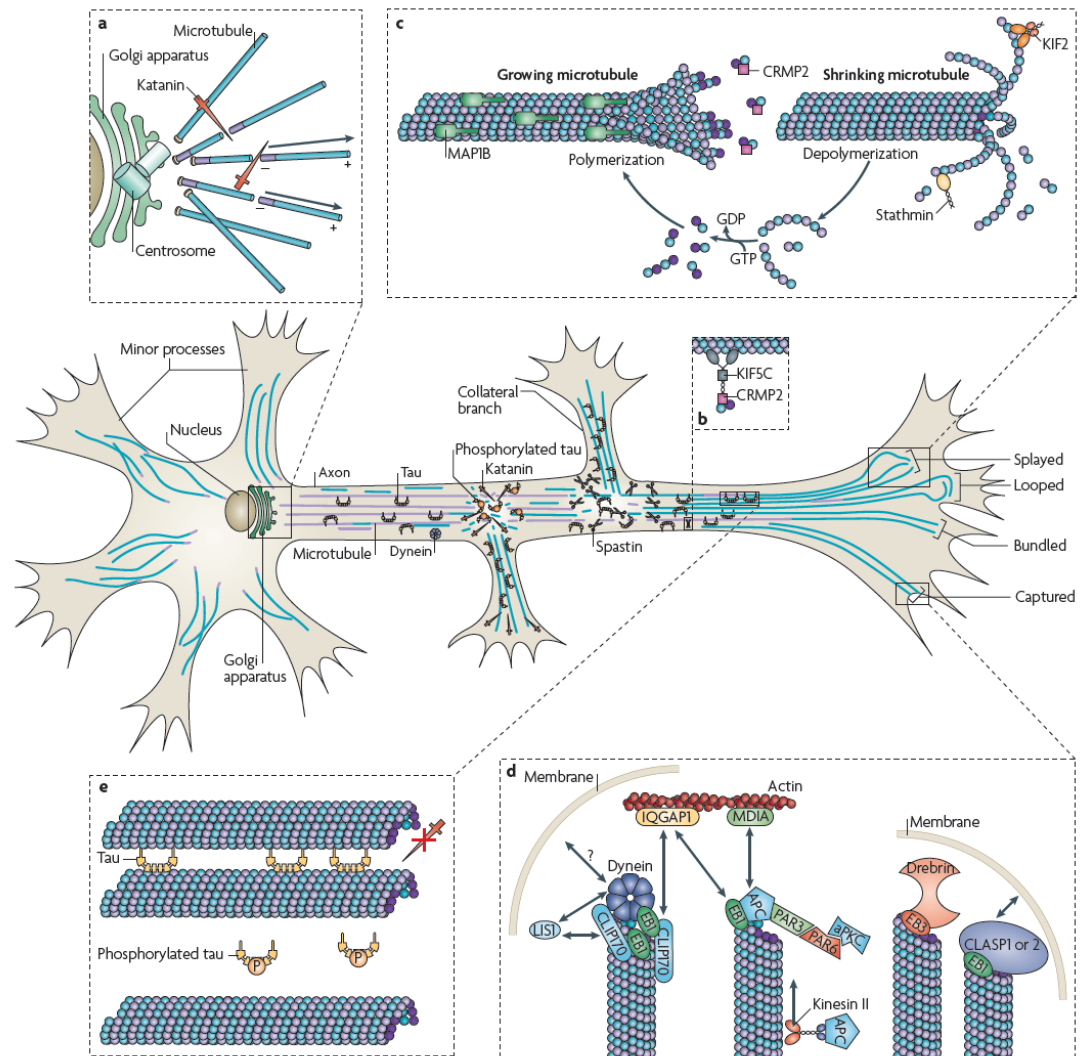 a
Microtubule
Golgi apparatus
Katanin
Centrosome
−
+
−
+
c
KIF2
CRMP2
Growing microtubule
Shrinking microtubule
MAP1B
Polymerization
Depolymerization
Stathmin
GDP
GTP
Minor processes
Nucleus
Axon
Tau
Phosphorylated tau
Katanin
Collateral
branch
KIF5C
CRMP2
b
Splayed
Looped
Bundled
Captured
Microtubule
Dynein
Spastin
Golgi
apparatus
e
Tau
Phosphorylated tau
P
P
d
Membrane
Actin
IQGAP1
MDIA
Membrane
?
Dynein
Drebrin
LIS1
CLIP170
EB1
EB1
CLIP170
EB1
APC
PAR3
PAR6
aPKC
EB3
CLASP1 or 2
EB1
Kinesin II
APC